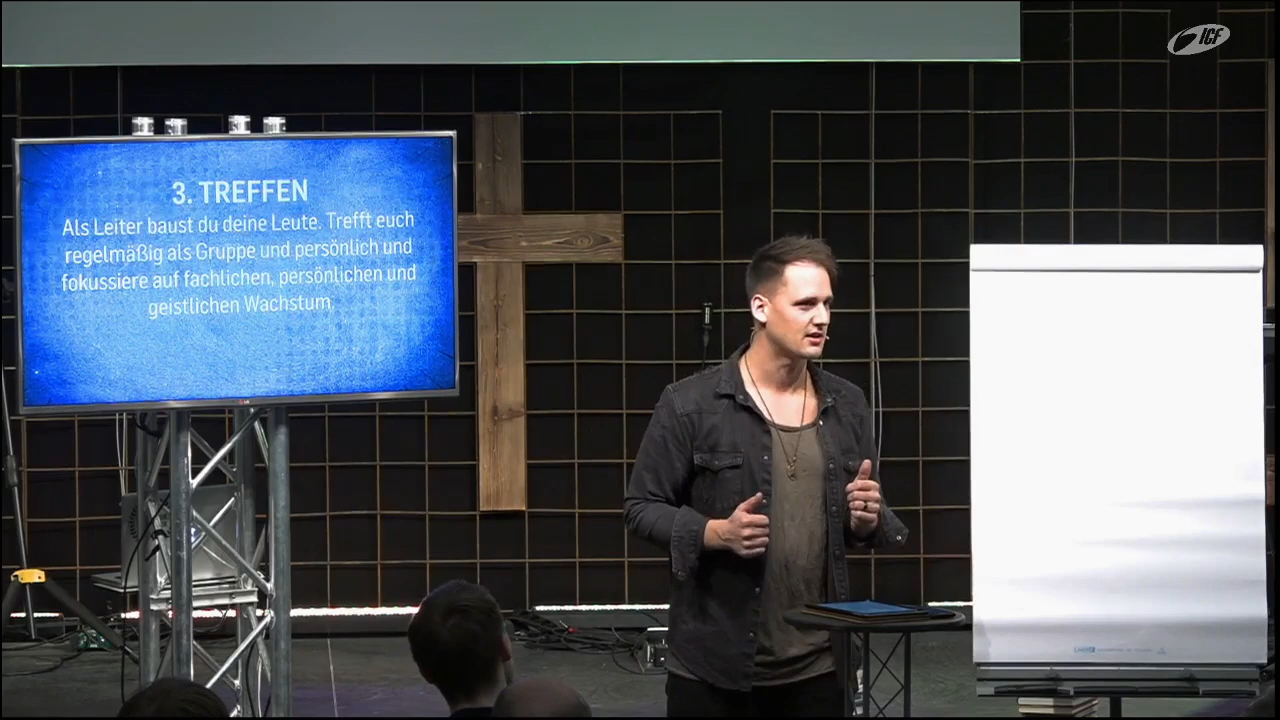 ICF
3. TREFFEN
Als Leiter baust du deine Leute. Trefft euch
regelmäßig als Gruppe und persönlich und
fokussiere auf fachlichen, persönlichen und
geistlichen Wachstum.
LG